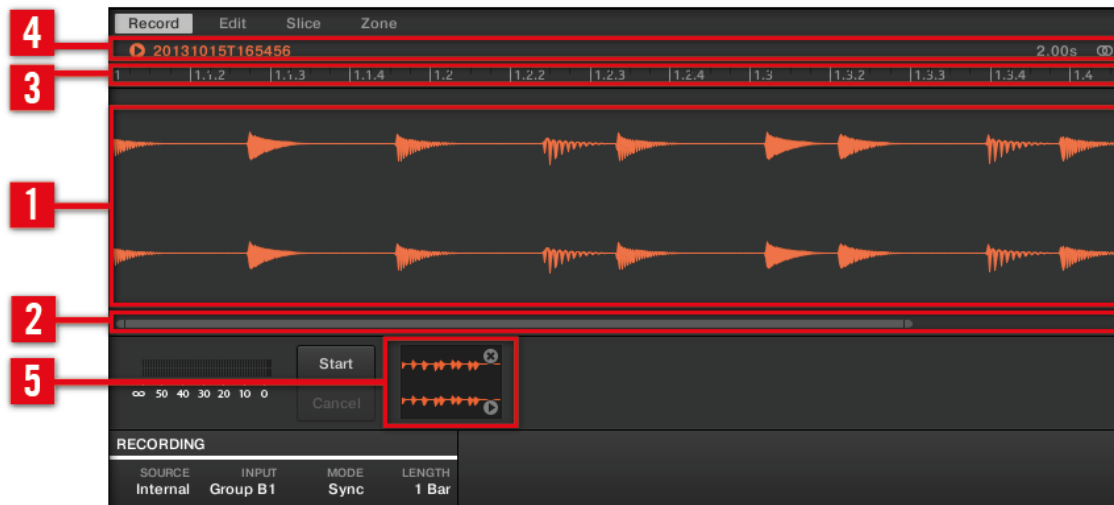 Record Edit Slice Zone
4
20131015T165456 2.00s
3
1 1.1.2 1.1.3 1.1.4 1.2 1.2.2 1.2.3 1.2.4 1.3 1.3.2 1.3.3 1.3.4 1.4
1
2
5
Start
∞ 50 40 30 20 10 0
Cancel
RECORDING
SOURCE INPUT MODE LENGTH
Internal Group B1 Sync 1 Bar